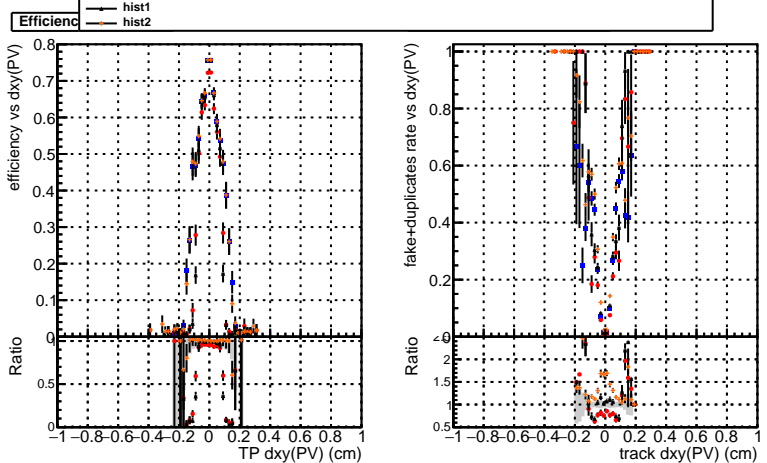 hist1
Efficienc
hist2
efficiency vs dxy(PV)
0.8
0.7
0.6
0.5
0.4
0.3
0.2
0.1
0
Ratio
1
0.5
0
−1 −0.8 −0.6 −0.4 −0.2 0 0.2 0.4 0.6 0.8 1
TP dxy(PV) (cm)
fake+duplicates rate vs dxy(PV)
1
0.8
0.6
0.4
0.2
0
Ratio
2
1.5
1
0.5
−1 −0.8 −0.6 −0.4 −0.2 0 0.2 0.4 0.6 0.8 1
track dxy(PV) (cm)